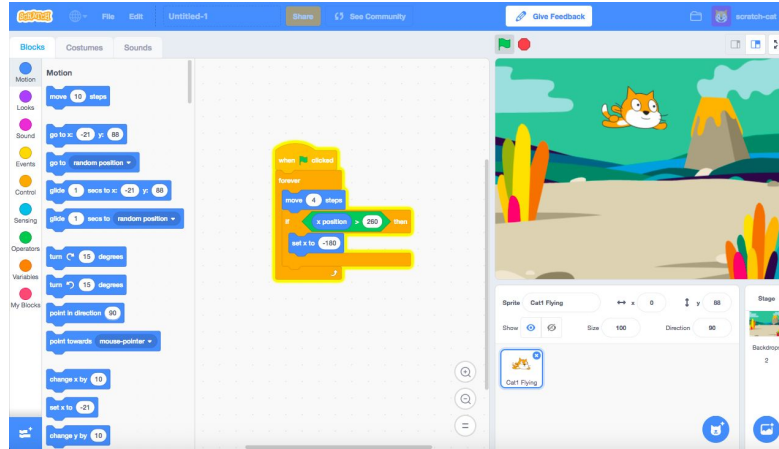 SCRATCH File Edit Untitled-1 Share See Community Give Feedback scratch-cat
Blocks Costumes Sounds
Motion
Looks
Sound
Events
Control
Sensing
Operators
Variables
My Blocks
Motion
move 10 steps
go to x: -21 y: 88
go to random position
glide 1 secs to x: -21 y: 88
glide 1 secs to random position
turn 15 degrees
turn 15 degrees
point in direction 90
point towards mouse-pointer
change x by 10
set x to -21
change y by 10
when clicked
forever
move 4 steps
if x position > 260 then
set x to -180
Sprite Cat1 Flying x 0 y 88
Show Size 100 Direction 90
Cat1 Flying
Stage
2